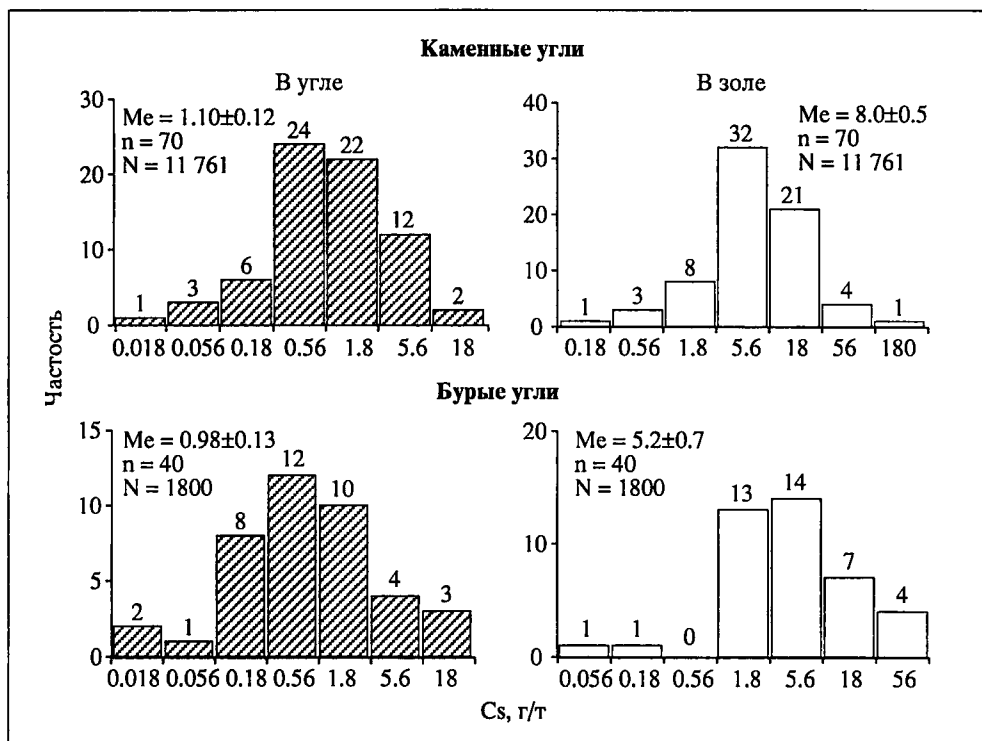 Каменные угли
В угле
В золе
Me = 1.10±0.12
n = 70
N = 11 761
30
20
10
0
1
3
6
24
22
12
2
0.018 0.056 0.18 0.56 1.8 5.6 18
Me = 8.0±0.5
n = 70
N = 11 761
40
30
20
10
0
1
3
8
32
21
4
1
0.18 0.56 1.8 5.6 18 56 180
Частость
Бурые угли
Me = 0.98±0.13
n = 40
N = 1800
15
10
5
0
2
1
8
12
10
4
3
0.018 0.056 0.18 0.56 1.8 5.6 18
Me = 5.2±0.7
n = 40
N = 1800
20
10
0
1
1
0
13
14
7
4
0.056 0.18 0.56 1.8 5.6 18 56
Cs, г/т